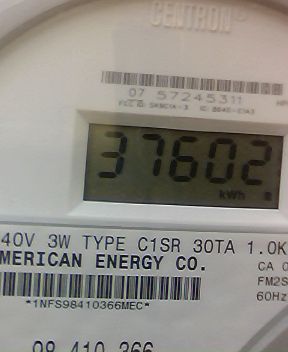 CENTRON®
07 57245311
37602
kWh
40V 3W TYPE C1SR 30TA 1.0K
MERICAN ENERGY CO.
CA 0
FM2S
60Hz
*1NFS98410366MEC*
98 410 366